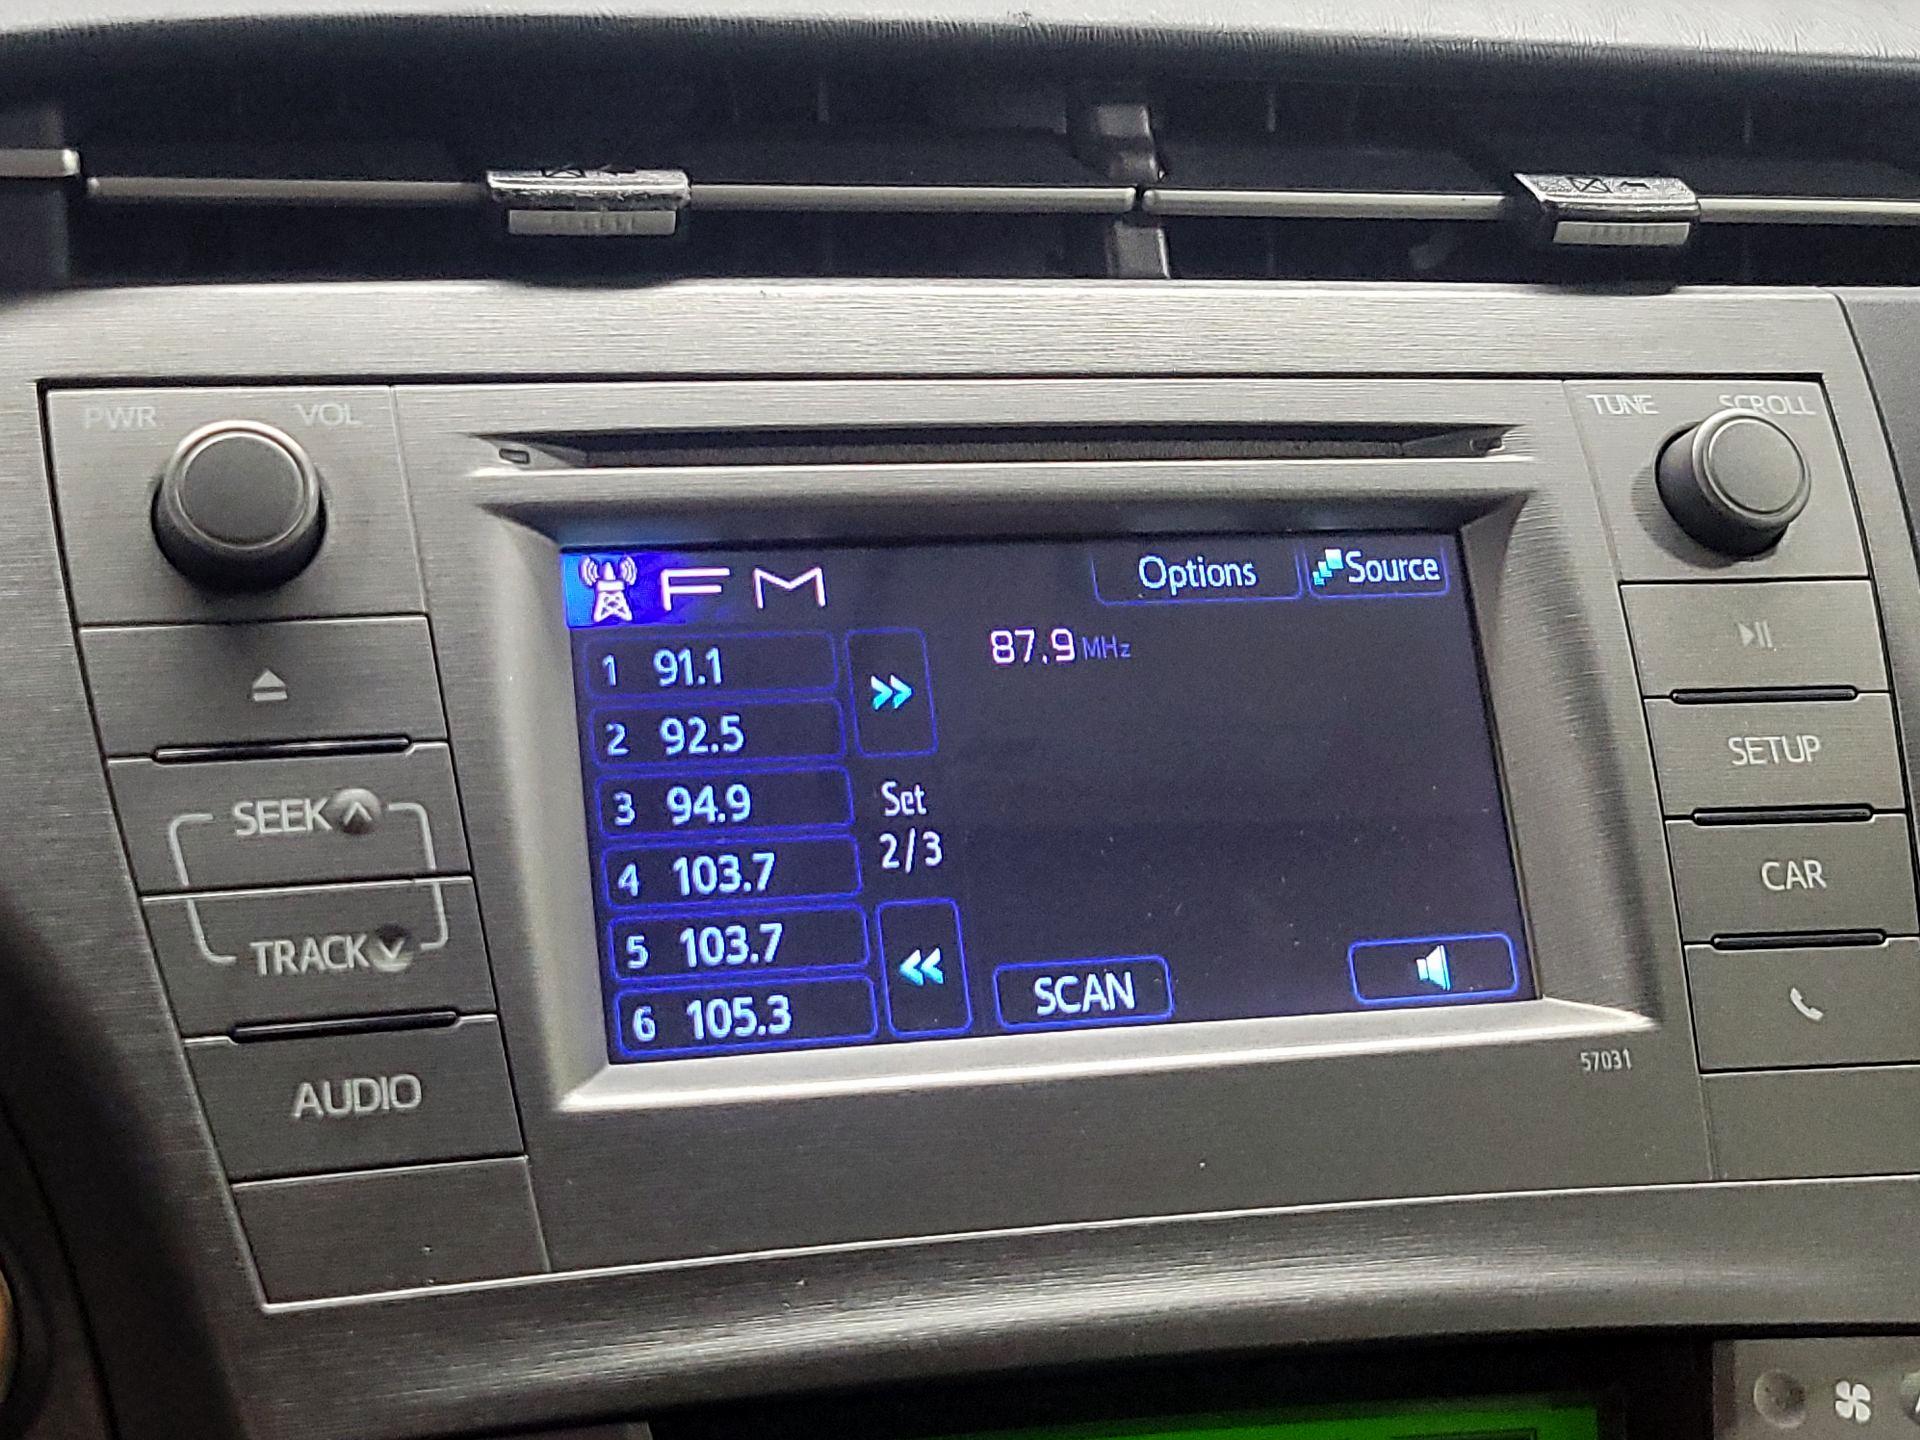 PWR VOL
TUNE SCROLL
FM
Options
Source
87.9 MHz
1 91.1
2 92.5
3 94.9
4 103.7
5 103.7
6 105.3
Set
2/3
SCAN
SEEK
TRACK
AUDIO
SETUP
CAR
57031